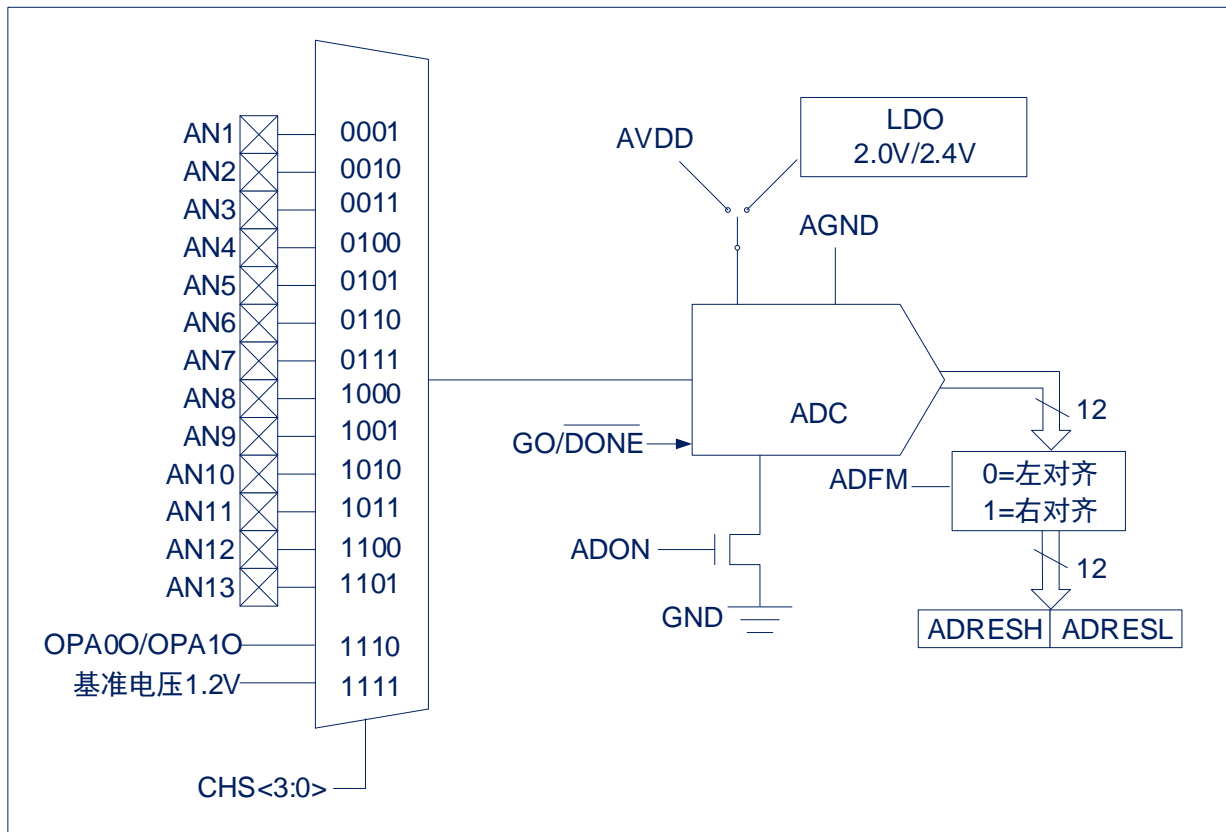 AN1 0001
AN2 0010
AN3 0011
AN4 0100
AN5 0101
AN6 0110
AN7 0111
AN8 1000
AN9 1001
AN10 1010
AN11 1011
AN12 1100
AN13 1101
OPA0O/OPA1O 1110
基准电压1.2V 1111
CHS<3:0>
AVDD
LDO
2.0V/2.4V
AGND
ADC
GO/DONE
12
ADFM
0=左对齐
1=右对齐
ADON
12
GND
ADRESH ADRESL